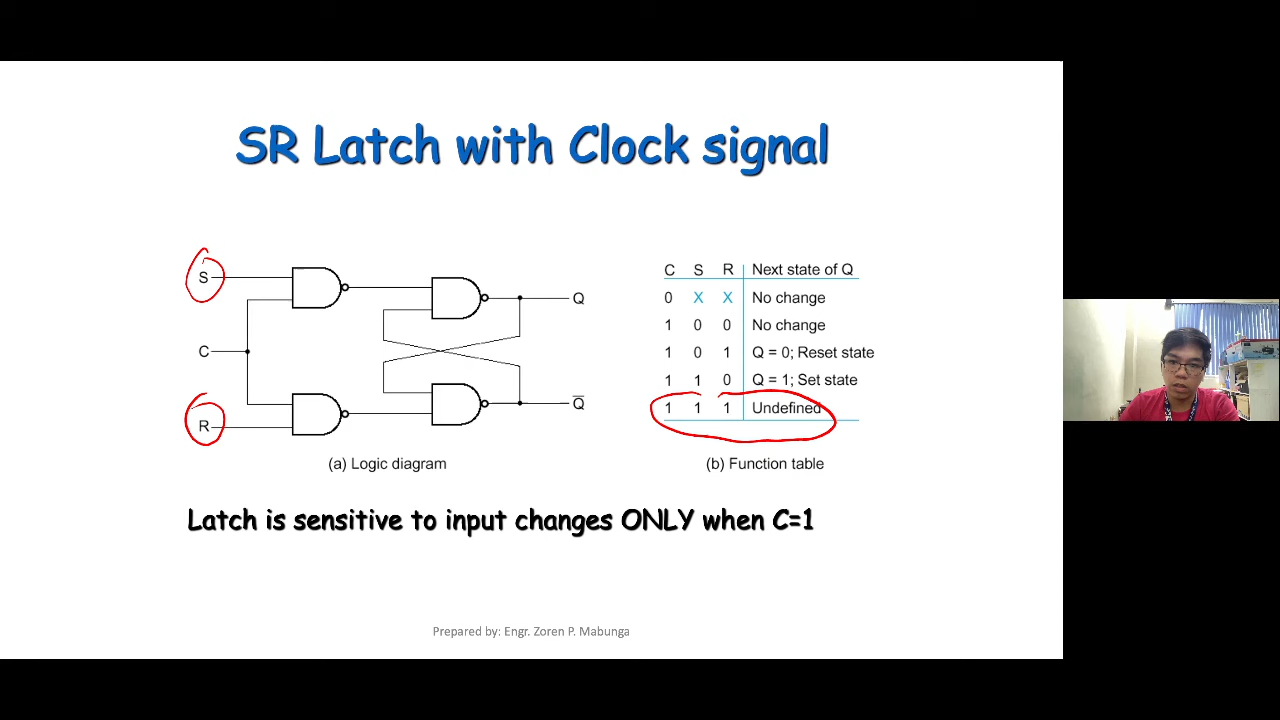 SR Latch with Clock signal
S
C
R
Q
Q̅
C S R Next state of Q
0 X X No change
1 0 0 No change
1 0 1 Q = 0; Reset state
1 1 0 Q = 1; Set state
1 1 1 Undefined
(a) Logic diagram
(b) Function table
Latch is sensitive to input changes ONLY when C=1
Prepared by: Engr. Zoren P. Mabunga